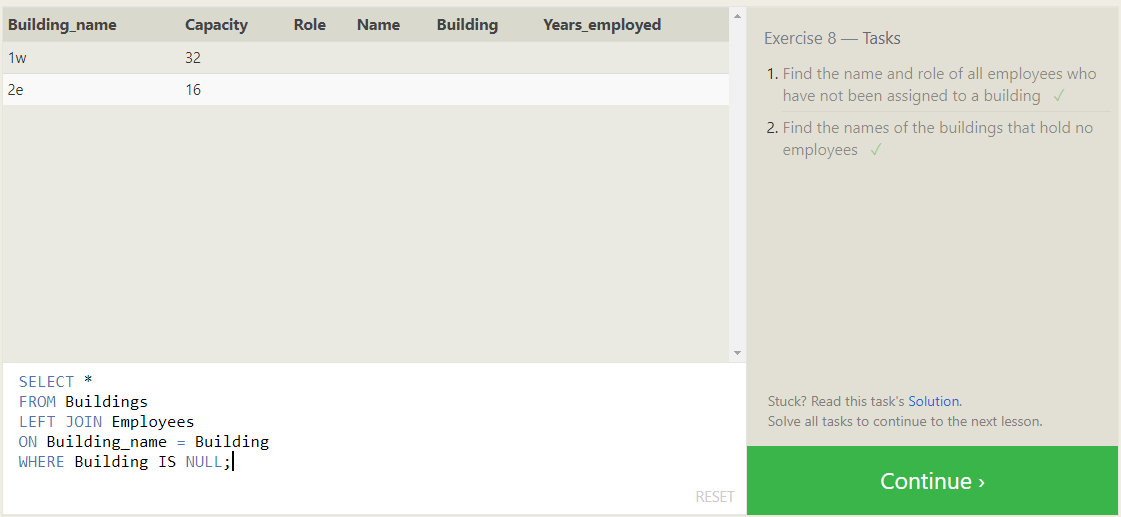 Building_name Capacity Role Name Building Years_employed
1w 32
2e 16
SELECT *
FROM Buildings
LEFT JOIN Employees
ON Building_name = Building
WHERE Building IS NULL;
RESET
Exercise 8 — Tasks
1. Find the name and role of all employees who
have not been assigned to a building ✓
2. Find the names of the buildings that hold no
employees ✓
Stuck? Read this task's Solution.
Solve all tasks to continue to the next lesson.
Continue ›